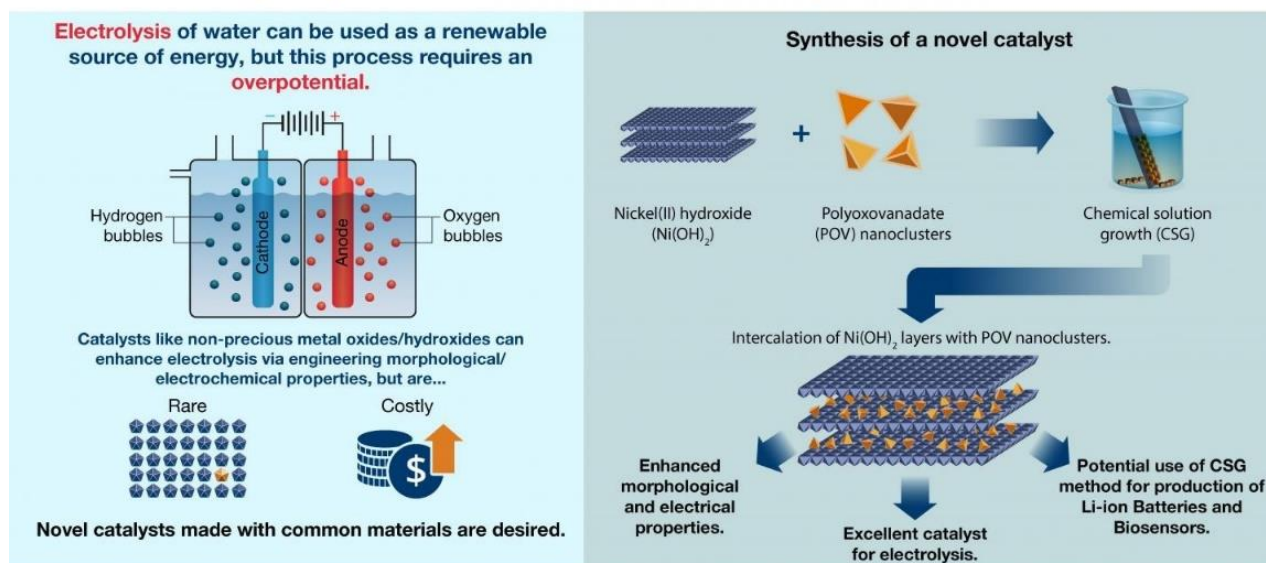 Electrolysis of water can be used as a renewable
source of energy, but this process requires an
overpotential.
− +
Hydrogen
bubbles
Cathode
Anode
Oxygen
bubbles
Catalysts like non-precious metal oxides/hydroxides can
enhance electrolysis via engineering morphological/
electrochemical properties, but are...
Rare
Costly
$
Novel catalysts made with common materials are desired.
Synthesis of a novel catalyst
+
Nickel(II) hydroxide
(Ni(OH)₂)
Polyoxovanadate
(POV) nanoclusters
Chemical solution
growth (CSG)
Intercalation of Ni(OH)₂ layers with POV nanoclusters.
Enhanced
morphological
and electrical
properties.
Excellent catalyst
for electrolysis.
Potential use of CSG
method for production of
Li-ion Batteries and
Biosensors.